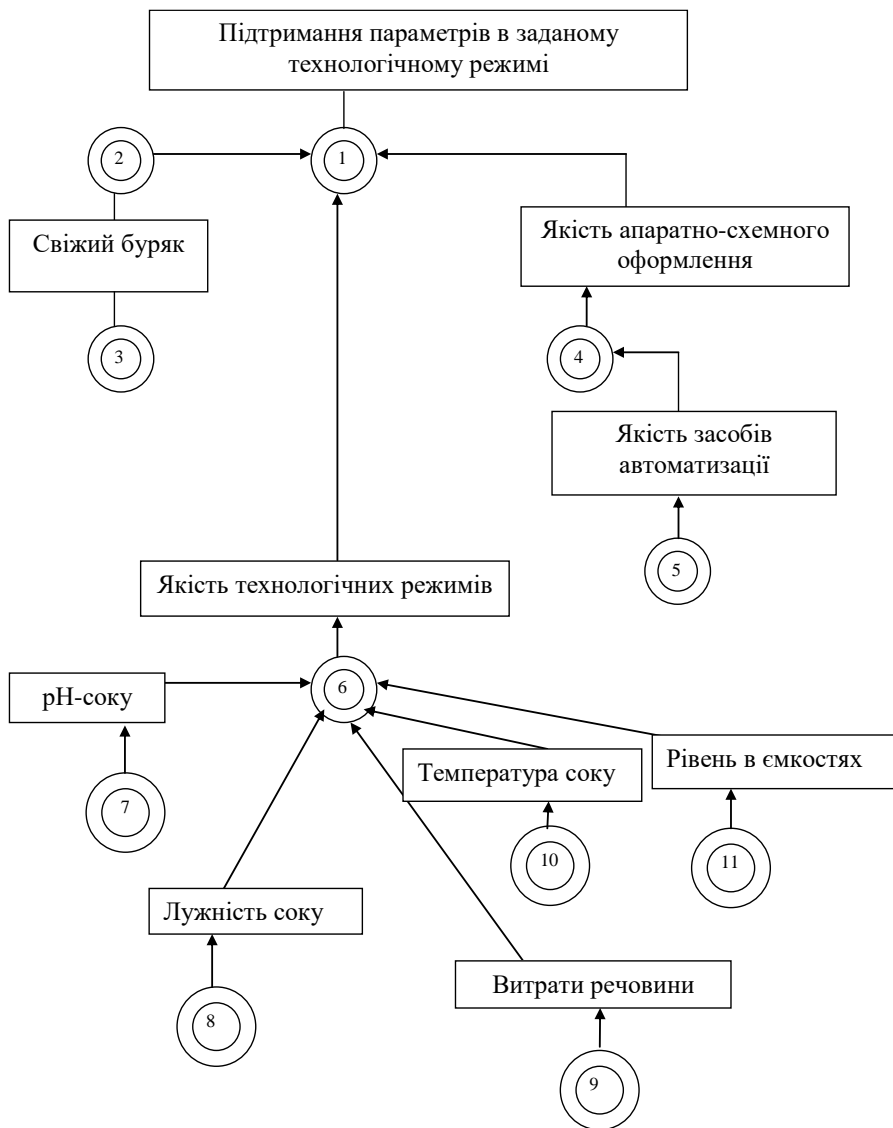 Підтримання параметрів в заданому
технологічному режимі
2
1
Свіжий буряк
Якість апаратно-схемного
оформлення
3
4
Якість засобів
автоматизації
5
Якість технологічних режимів
6
pH-соку
Температура соку
Рівень в ємкостях
7
10
11
Лужність соку
Витрати речовини
8
9